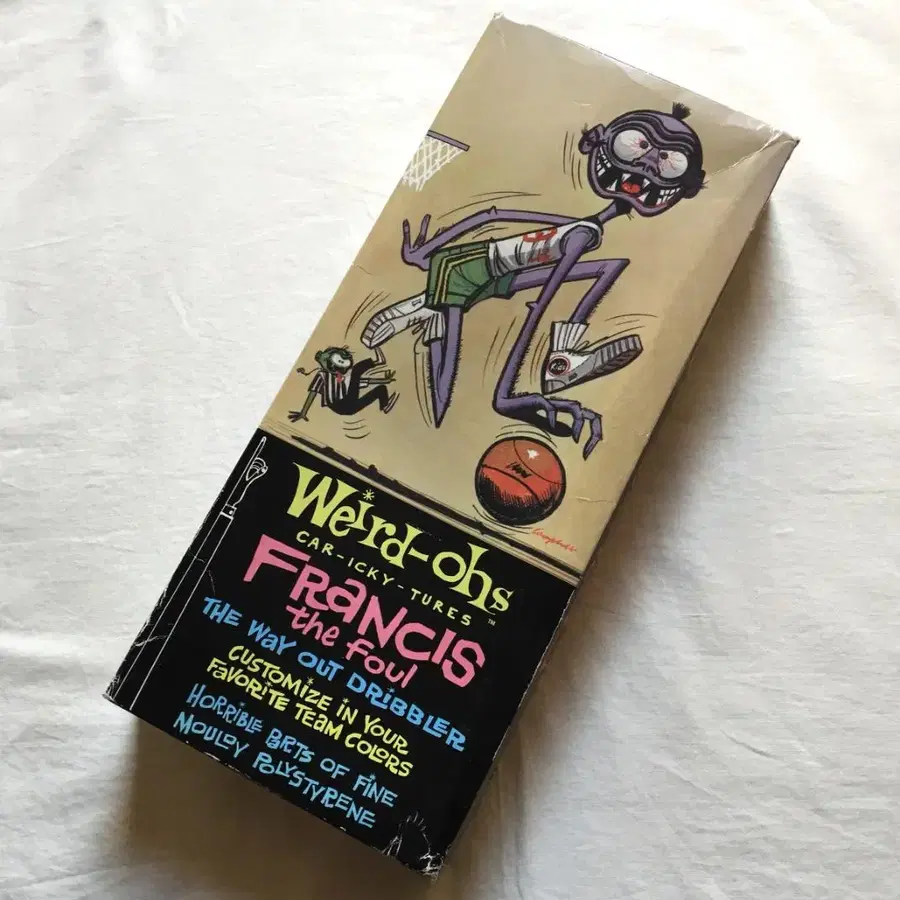 Weird-ohs
CAR-ICKY-TURES ™
FRANCIS
the foul
THE WAY OUT DRIBBLER
CUSTOMIZE IN YOUR
FAVORITE TEAM COLORS
HORRIBLE PARTS OF FINE
MOULDY POLYSTYRENE